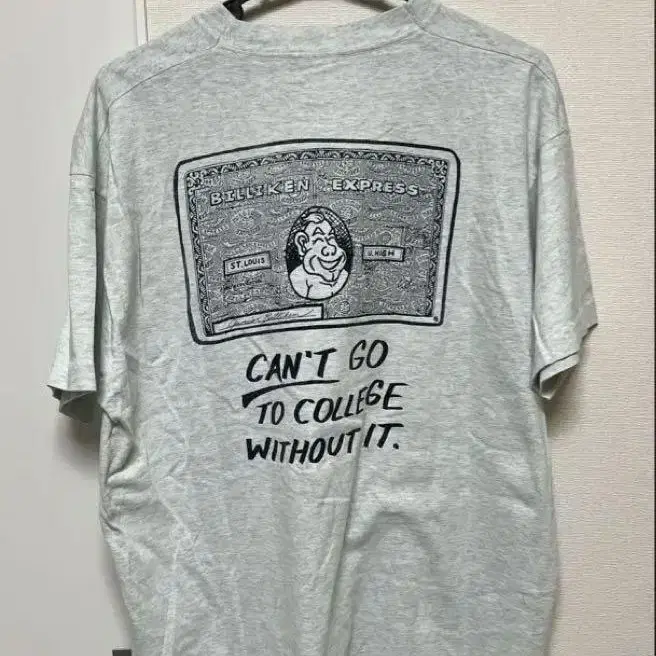 BILLIKEN EXPRESS
ST. LOUIS
U. HIGH
CAN'T GO
TO COLLEGE
WITHOUT IT.